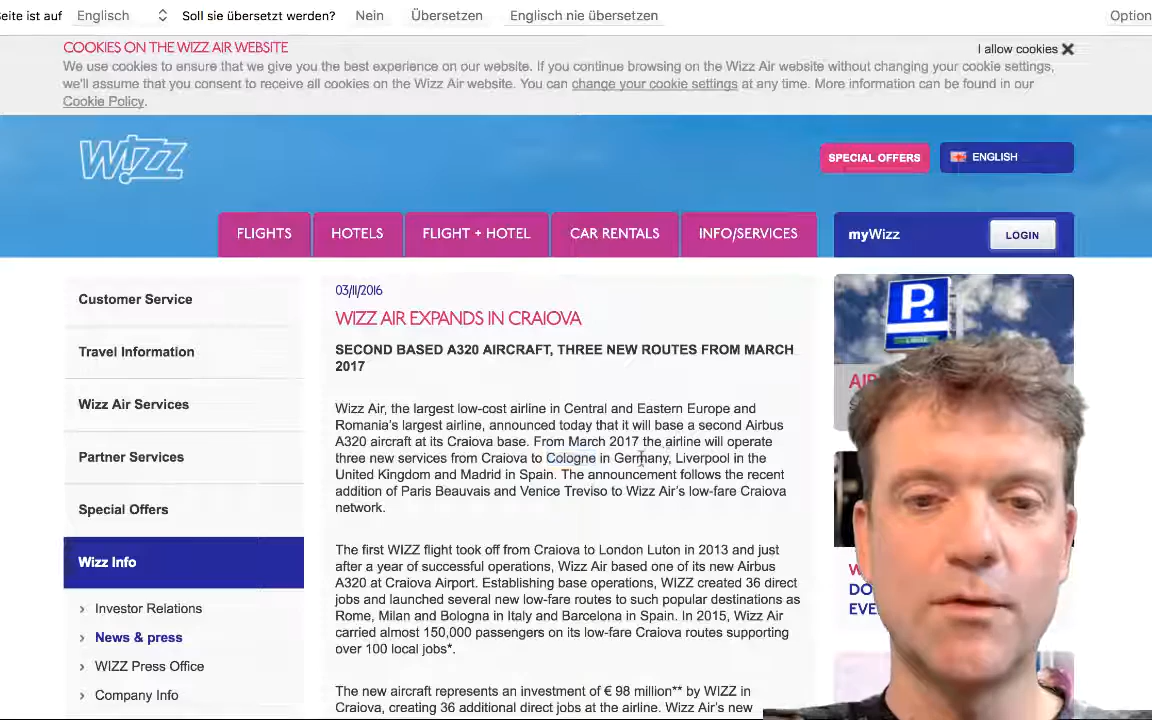 eite ist auf Englisch Soll sie übersetzt werden? Nein Übersetzen Englisch nie übersetzen Option
COOKIES ON THE WIZZ AIR WEBSITE
I allow cookies
We use cookies to ensure that we give you the best experience on our website. If you continue browsing on the Wizz Air website without changing your cookie settings,
we'll assume that you consent to receive all cookies on the Wizz Air website. You can change your cookie settings at any time. More information can be found in our
Cookie Policy.
WIZZ
SPECIAL OFFERS
ENGLISH
FLIGHTS HOTELS FLIGHT + HOTEL CAR RENTALS INFO/SERVICES
myWizz LOGIN
Customer Service
Travel Information
Wizz Air Services
Partner Services
Special Offers
Wizz Info
Investor Relations
News & press
WIZZ Press Office
Company Info
03/11/2016
WIZZ AIR EXPANDS IN CRAIOVA
SECOND BASED A320 AIRCRAFT, THREE NEW ROUTES FROM MARCH
2017
Wizz Air, the largest low-cost airline in Central and Eastern Europe and
Romania's largest airline, announced today that it will base a second Airbus
A320 aircraft at its Craiova base. From March 2017 the airline will operate
three new services from Craiova to Cologne in Germany, Liverpool in the
United Kingdom and Madrid in Spain. The announcement follows the recent
addition of Paris Beauvais and Venice Treviso to Wizz Air's low-fare Craiova
network.
The first WIZZ flight took off from Craiova to London Luton in 2013 and just
after a year of successful operations, Wizz Air based one of its new Airbus
A320 at Craiova Airport. Establishing base operations, WIZZ created 36 direct
jobs and launched several new low-fare routes to such popular destinations as
Rome, Milan and Bologna in Italy and Barcelona in Spain. In 2015, Wizz Air
carried almost 150,000 passengers on its low-fare Craiova routes supporting
over 100 local jobs*.
The new aircraft represents an investment of € 98 million** by WIZZ in
Craiova, creating 36 additional direct jobs at the airline. Wizz Air's new
P
AI
W
DO
EVE